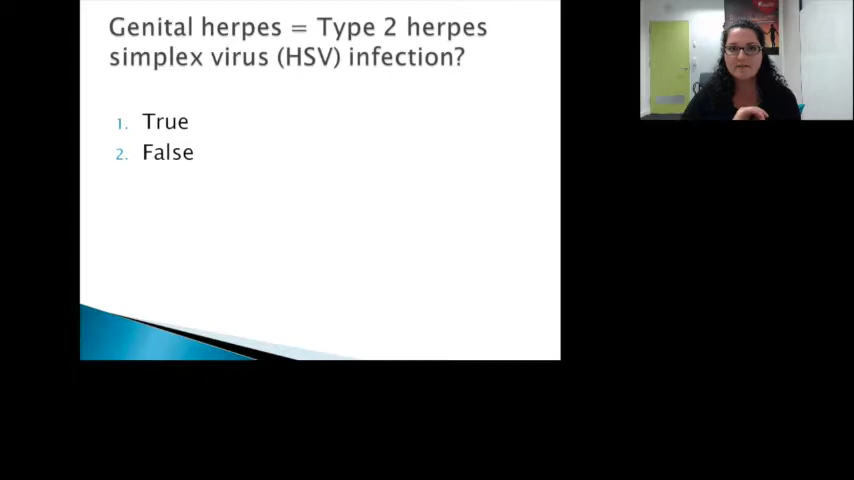 Genital herpes = Type 2 herpes
simplex virus (HSV) infection?
1. True
2. False